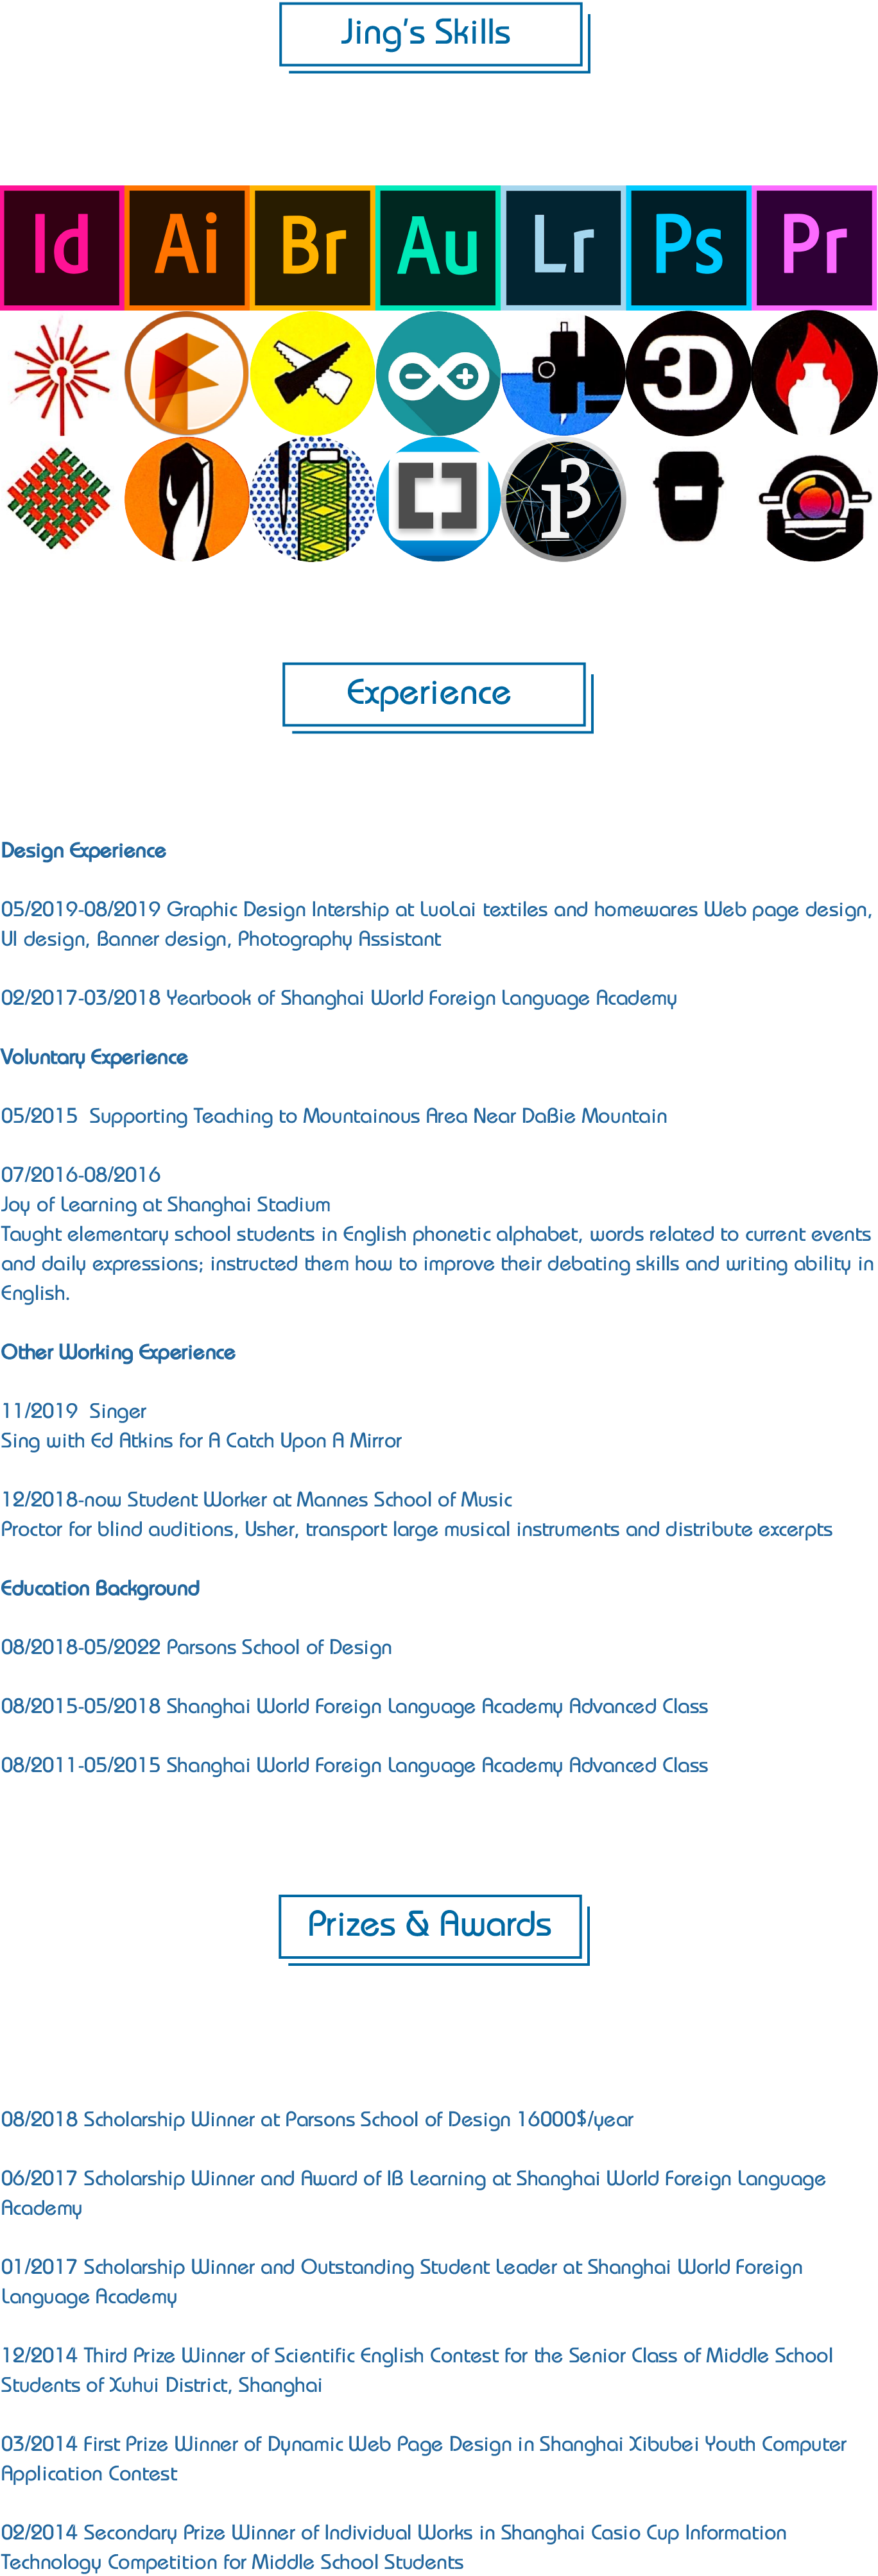 Jing's Skills
Id Ai Br Au Lr Ps Pr
3D
Experience
Design Experience
05/2019-08/2019 Graphic Design Intership at LuoLai textiles and homewares Web page design,
UI design, Banner design, Photography Assistant
02/2017-03/2018 Yearbook of Shanghai World Foreign Language Academy
Voluntary Experience
05/2015  Supporting Teaching to Mountainous Area Near DaBie Mountain
07/2016-08/2016
Joy of Learning at Shanghai Stadium
Taught elementary school students in English phonetic alphabet, words related to current events
and daily expressions; instructed them how to improve their debating skills and writing ability in
English.
Other Working Experience
11/2019  Singer
Sing with Ed Atkins for A Catch Upon A Mirror
12/2018-now Student Worker at Mannes School of Music
Proctor for blind auditions, Usher, transport large musical instruments and distribute excerpts
Education Background
08/2018-05/2022 Parsons School of Design
08/2015-05/2018 Shanghai World Foreign Language Academy Advanced Class
08/2011-05/2015 Shanghai World Foreign Language Academy Advanced Class
Prizes & Awards
08/2018 Scholarship Winner at Parsons School of Design 16000$/year
06/2017 Scholarship Winner and Award of IB Learning at Shanghai World Foreign Language
Academy
01/2017 Scholarship Winner and Outstanding Student Leader at Shanghai World Foreign
Language Academy
12/2014 Third Prize Winner of Scientific English Contest for the Senior Class of Middle School
Students of Xuhui District, Shanghai
03/2014 First Prize Winner of Dynamic Web Page Design in Shanghai Xibubei Youth Computer
Application Contest
02/2014 Secondary Prize Winner of Individual Works in Shanghai Casio Cup Information
Technology Competition for Middle School Students